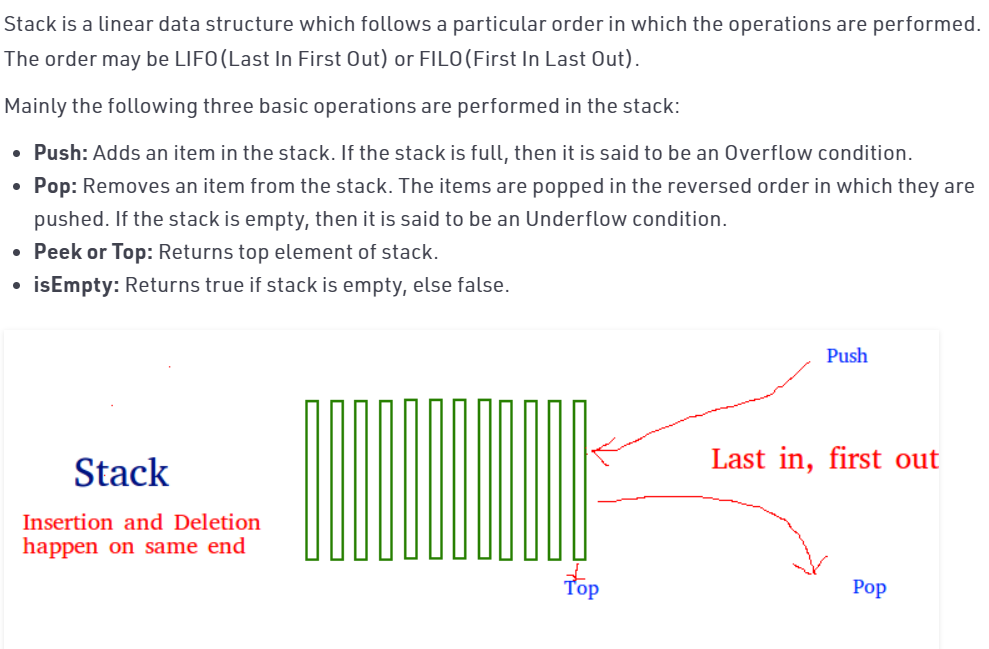 Stack is a linear data structure which follows a particular order in which the operations are performed.
The order may be LIFO(Last In First Out) or FILO(First In Last Out).
Mainly the following three basic operations are performed in the stack:
• Push: Adds an item in the stack. If the stack is full, then it is said to be an Overflow condition.
• Pop: Removes an item from the stack. The items are popped in the reversed order in which they are
pushed. If the stack is empty, then it is said to be an Underflow condition.
• Peek or Top: Returns top element of stack.
• isEmpty: Returns true if stack is empty, else false.
Push
Stack
Last in, first out
Insertion and Deletion
happen on same end
Top
Pop